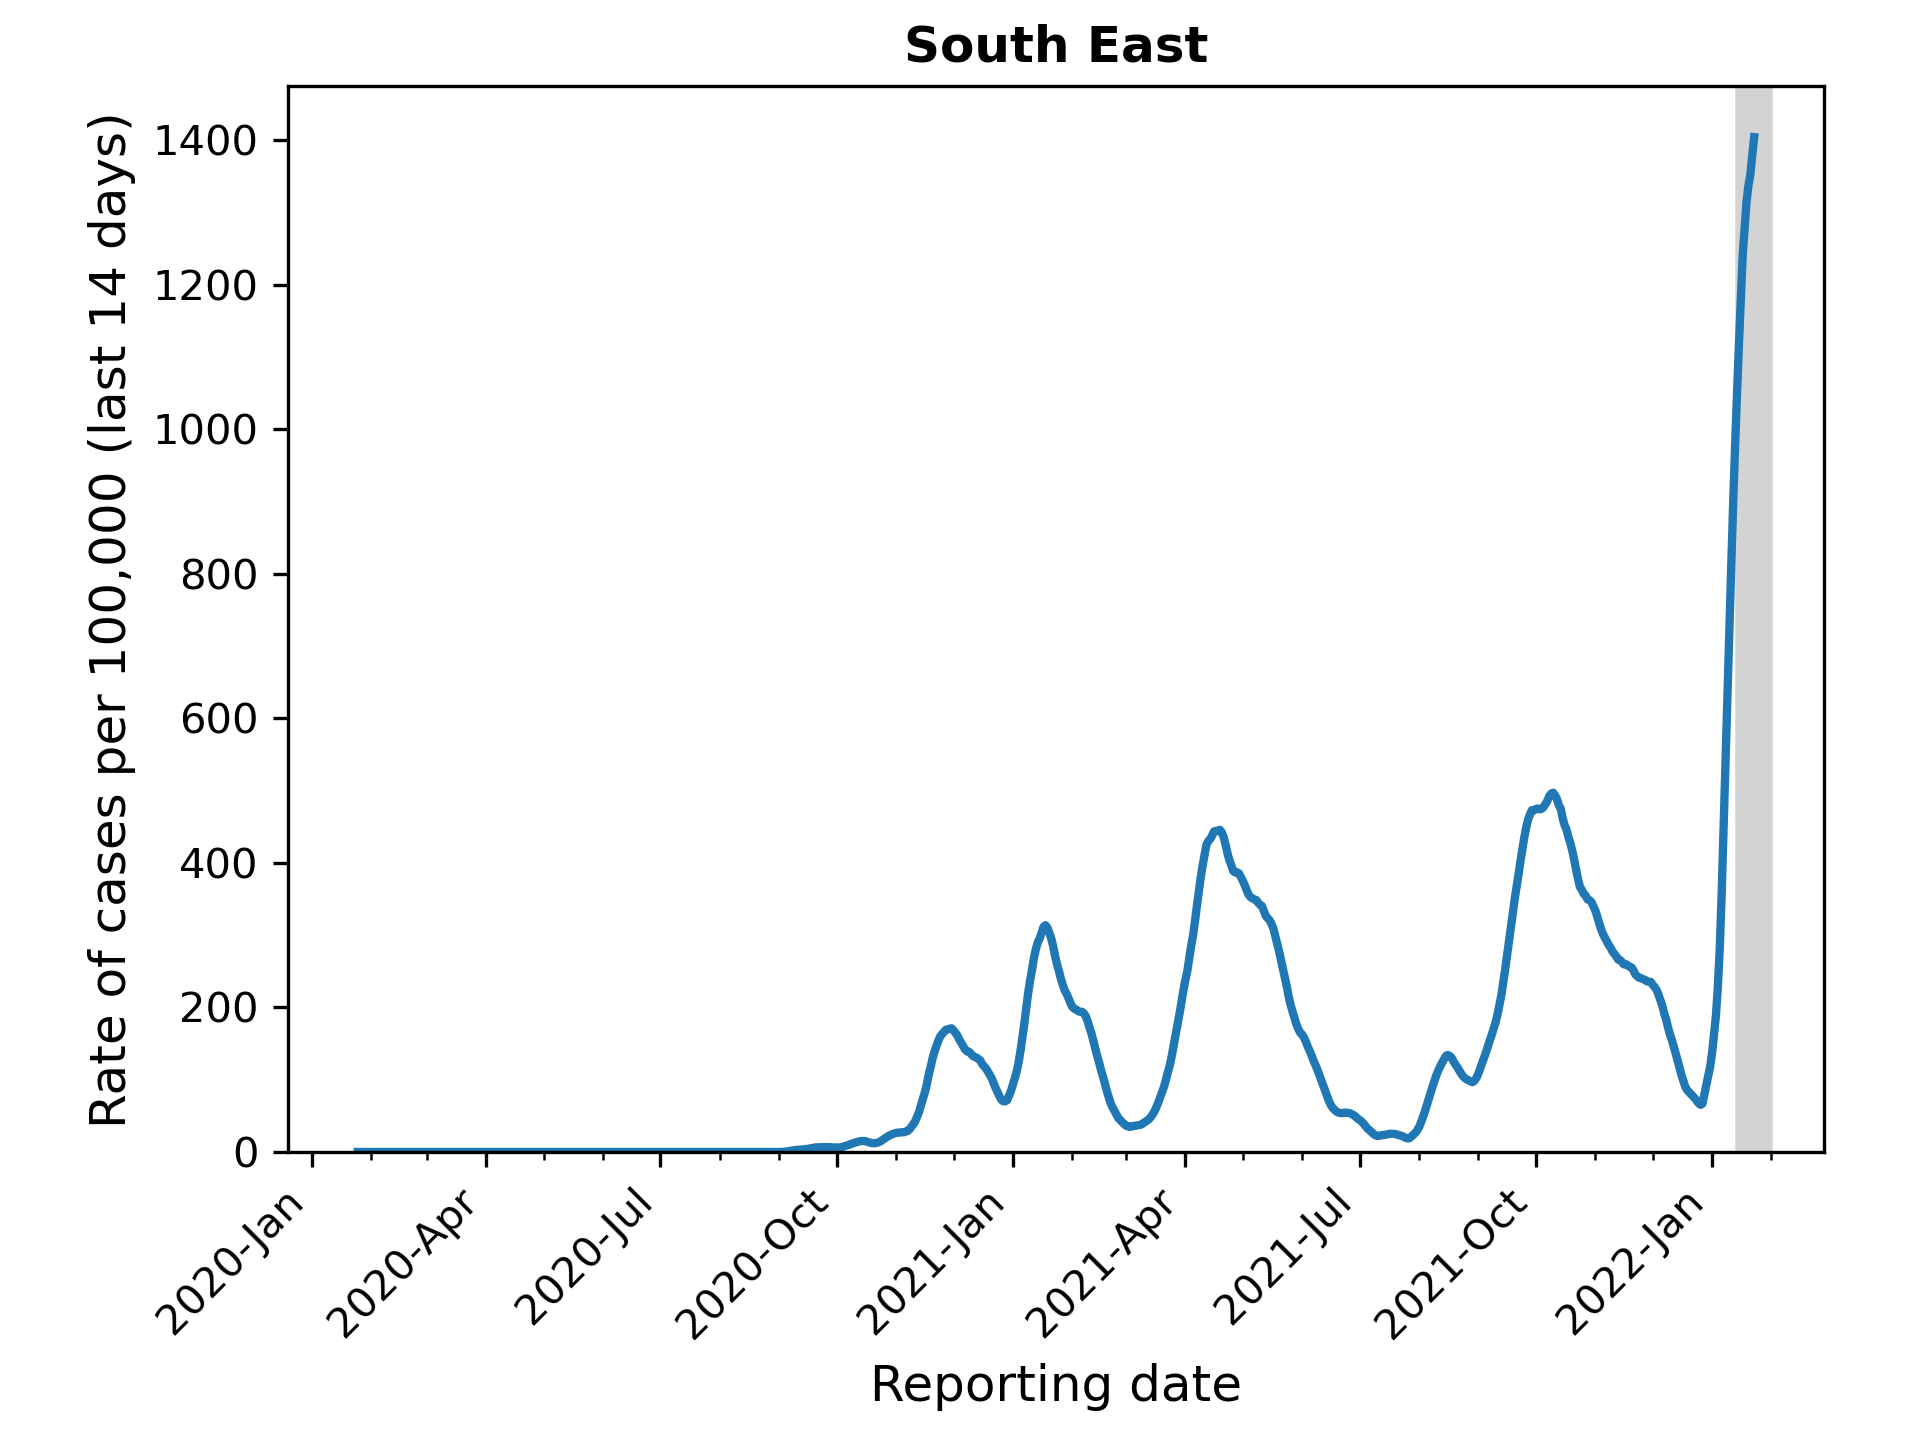 South East
Rate of cases per 100,000 (last 14 days)
1400
1200
1000
800
600
400
200
0
2020-Jan
2020-Apr
2020-Jul
2020-Oct
2021-Jan
2021-Apr
2021-Jul
2021-Oct
2022-Jan
Reporting date